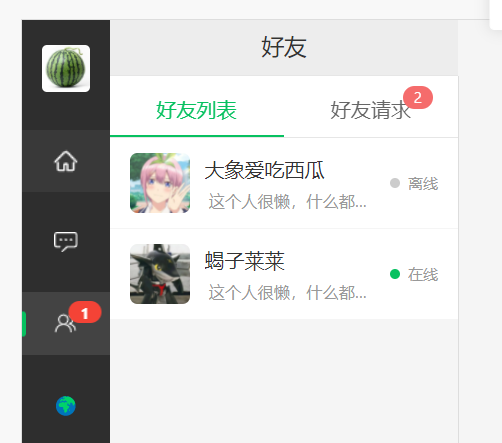 好友
好友列表
好友请求
2
大象爱吃西瓜
离线
这个人很懒，什么都...
蝎子莱莱
在线
这个人很懒，什么都...
1